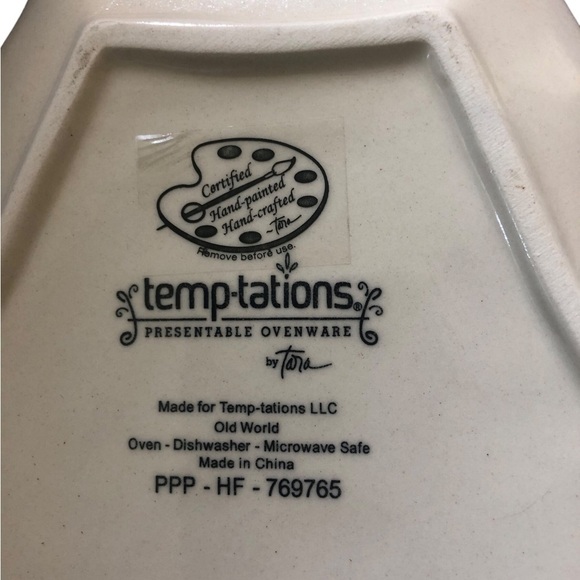 Certified
Hand-painted
Hand-crafted
~Tara
Remove before use.
temp-tations®
PRESENTABLE OVENWARE
by Tara
Made for Temp-tations LLC
Old World
Oven - Dishwasher - Microwave Safe
Made in China
PPP - HF - 769765